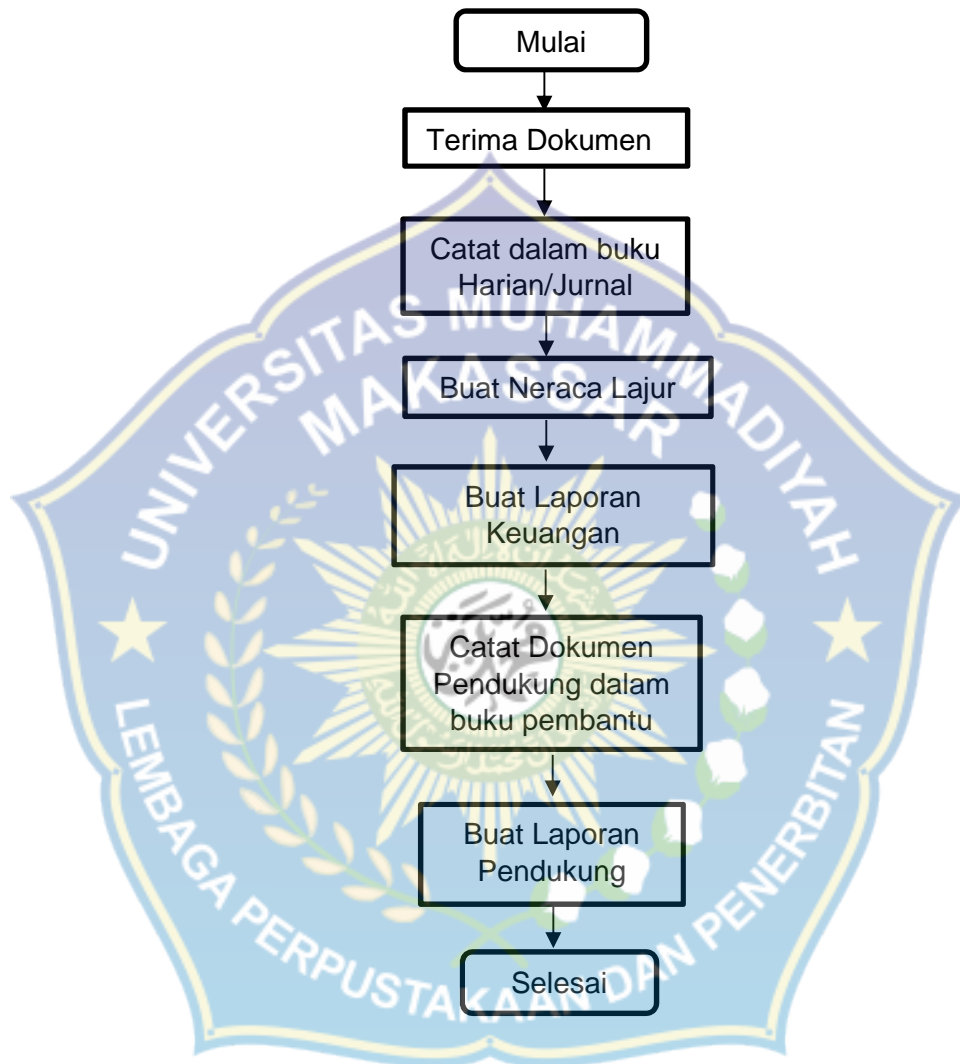 Mulai
Terima Dokumen
Catat dalam buku
Harian/Jurnal
Buat Neraca Lajur
Buat Laporan
Keuangan
Catat Dokumen
Pendukung dalam
buku pembantu
Buat Laporan
Pendukung
Selesai
UNIVERSITAS MUHAMMADIYAH
MAKASSAR
LEMBAGA PERPUSTAKAAN DAN PENERBITAN